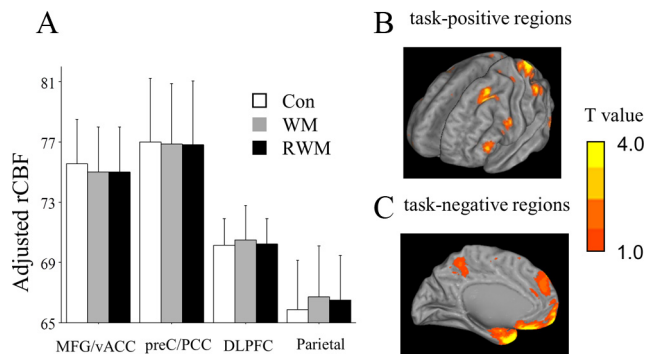 A
81
77
73
69
65
Adjusted rCBF
Con
WM
RWM
MFG/vACC preC/PCC DLPFC Parietal
B task-positive regions
C task-negative regions
T value
4.0
1.0